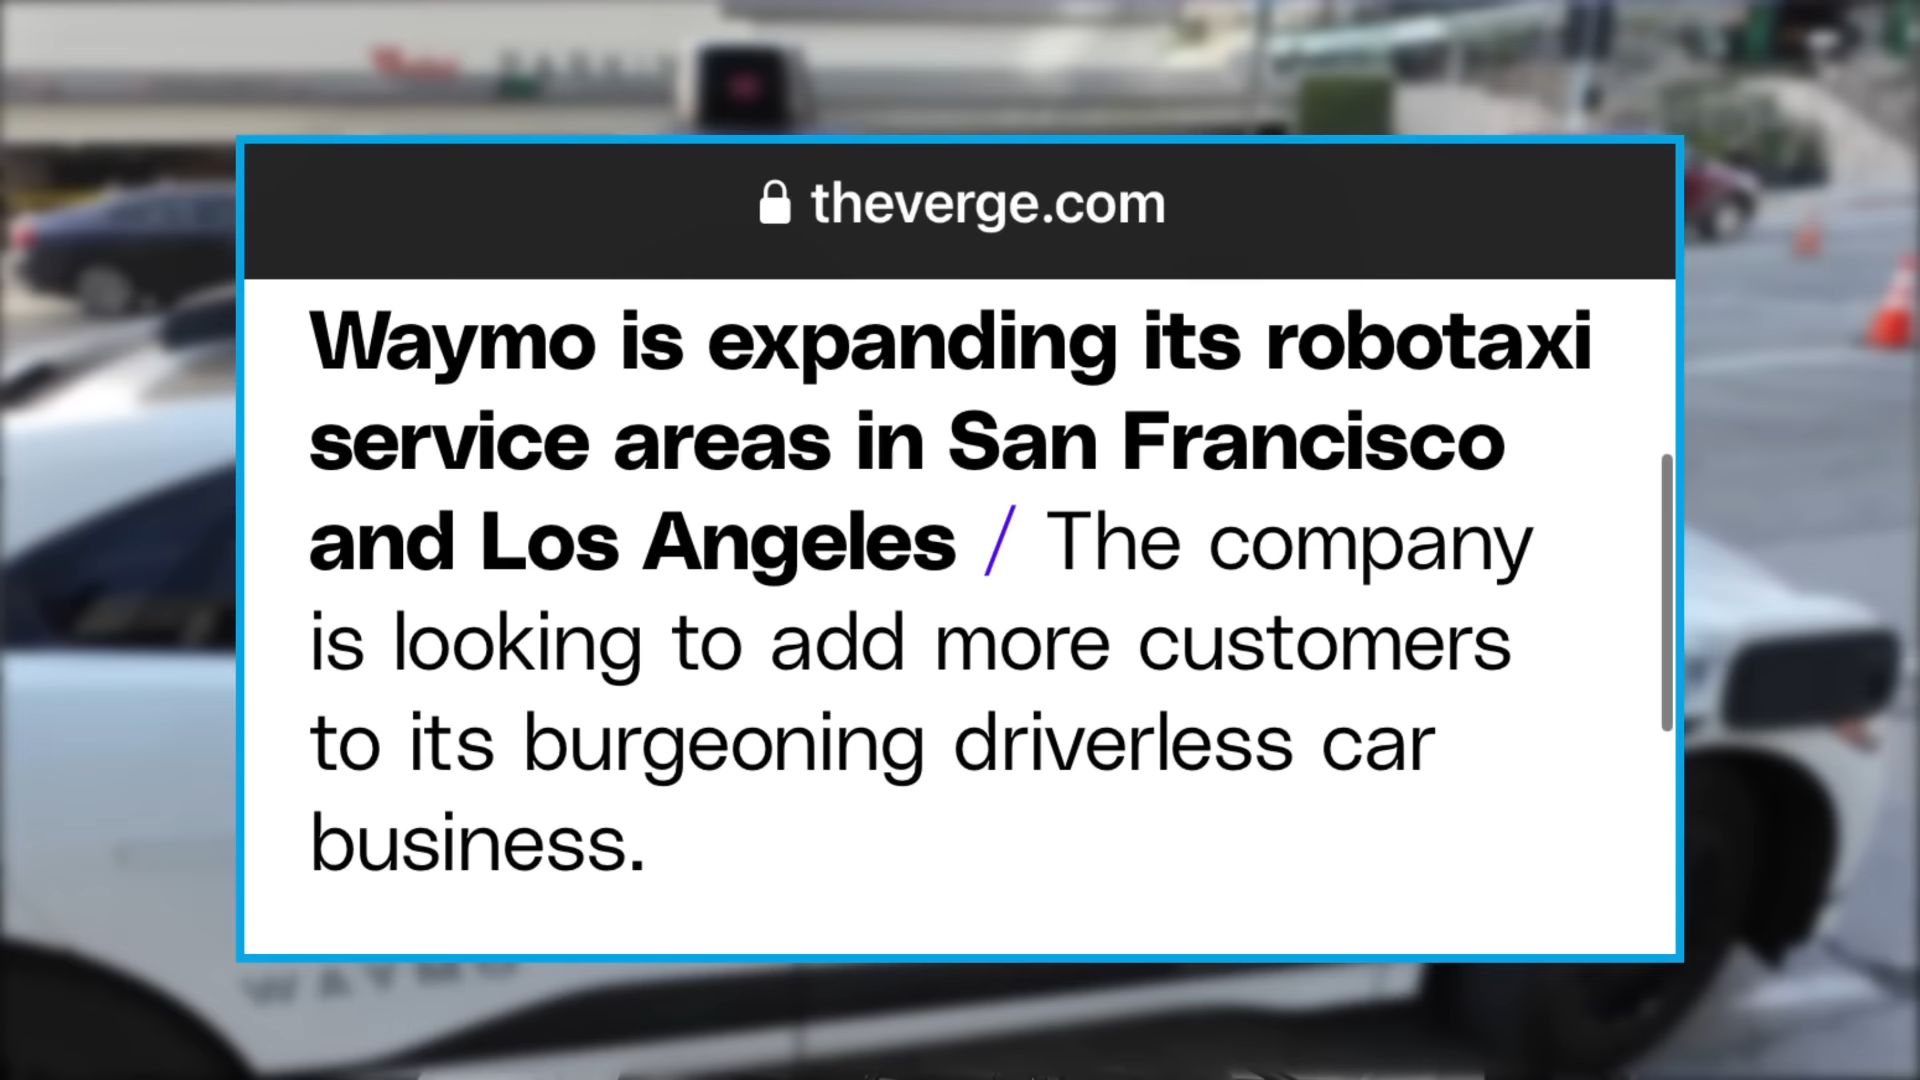 theverge.com
Waymo is expanding its robotaxi
service areas in San Francisco
and Los Angeles / The company
is looking to add more customers
to its burgeoning driverless car
business.
WAYMO